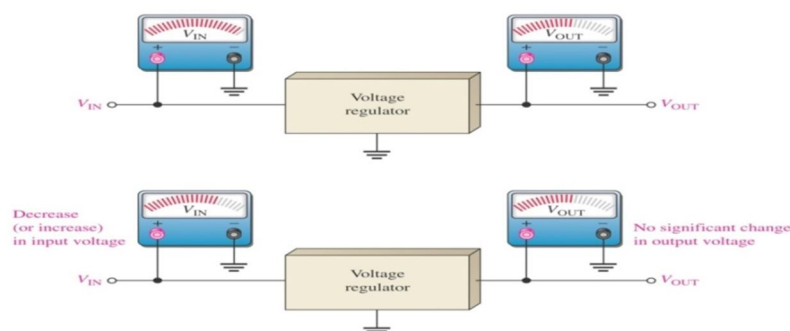 VIN
+ −
VOUT
+ −
VIN
Voltage
regulator
VOUT
Decrease
(or increase)
in input voltage
VIN
+ −
VOUT
+ −
No significant change
in output voltage
VIN
Voltage
regulator
VOUT